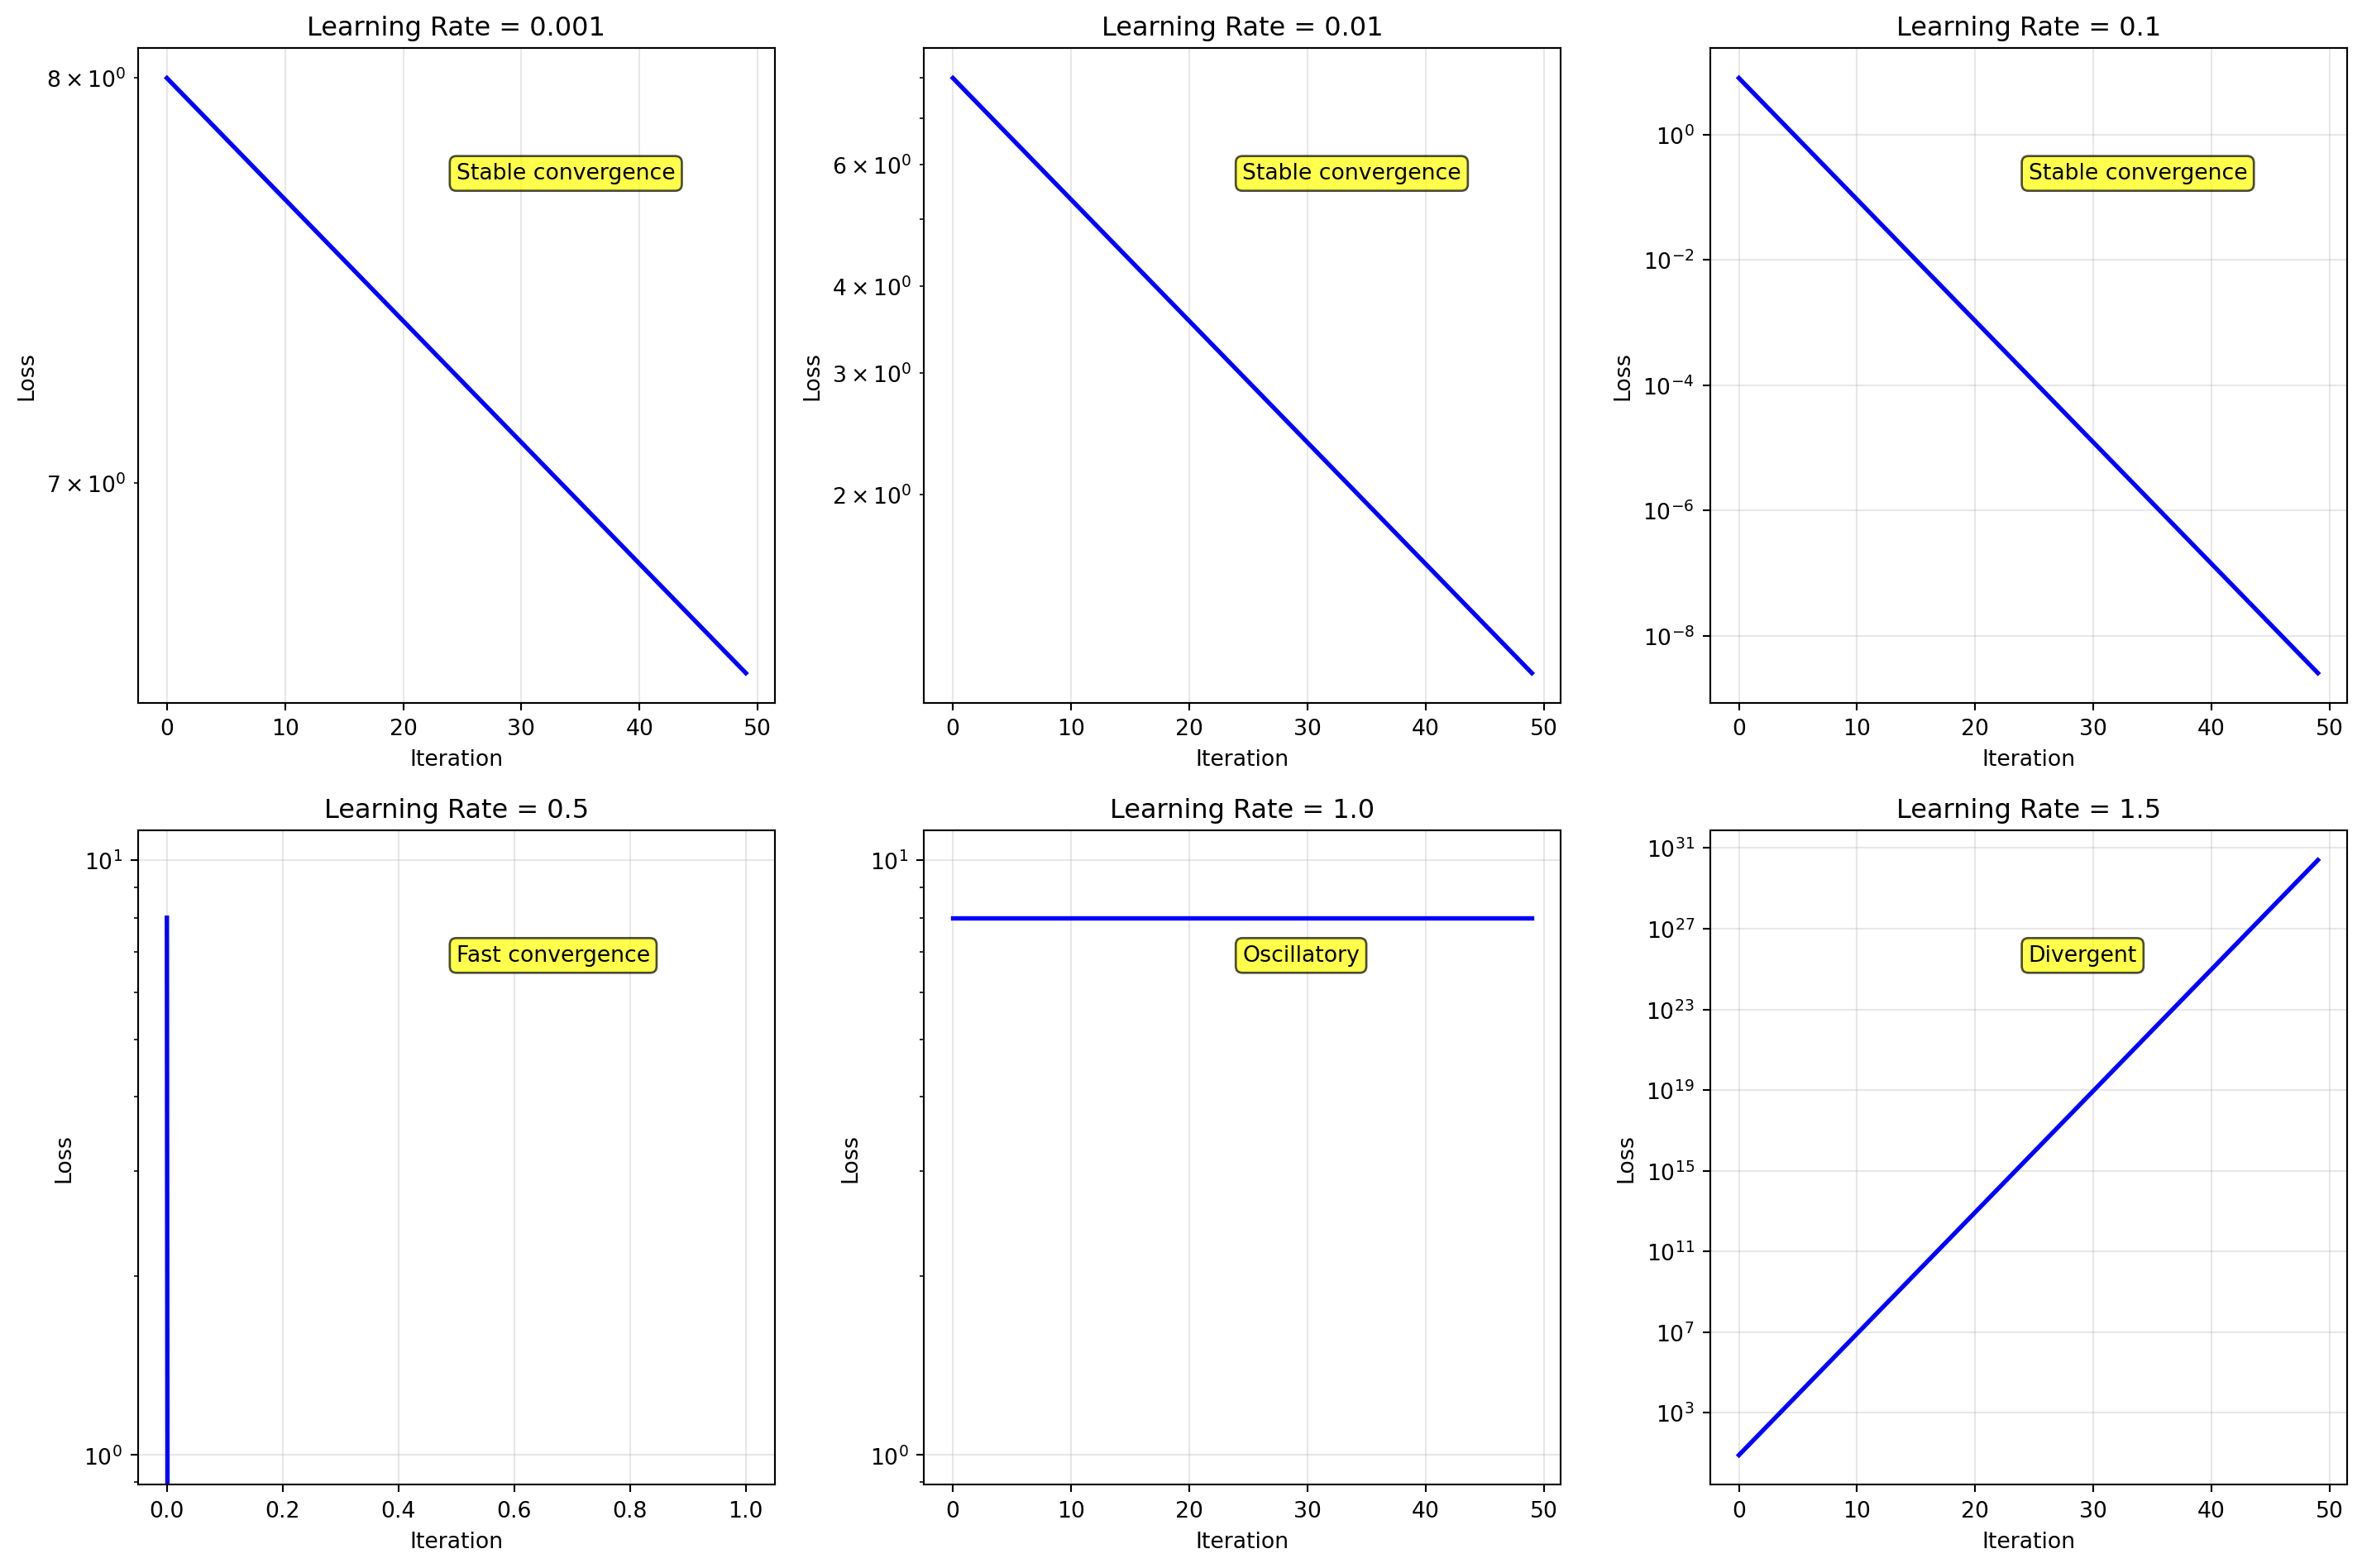 Learning Rate = 0.001
8 × 10⁰
7 × 10⁰
Loss
Stable convergence
0 10 20 30 40 50
Iteration
Learning Rate = 0.01
6 × 10⁰
4 × 10⁰
3 × 10⁰
2 × 10⁰
Loss
Stable convergence
0 10 20 30 40 50
Iteration
Learning Rate = 0.1
10⁰
10⁻²
10⁻⁴
10⁻⁶
10⁻⁸
Loss
Stable convergence
0 10 20 30 40 50
Iteration
Learning Rate = 0.5
10¹
10⁰
Loss
Fast convergence
0.0 0.2 0.4 0.6 0.8 1.0
Iteration
Learning Rate = 1.0
10¹
10⁰
Loss
Oscillatory
0 10 20 30 40 50
Iteration
Learning Rate = 1.5
10³¹
10²⁷
10²³
10¹⁹
10¹⁵
10¹¹
10⁷
10³
Loss
Divergent
0 10 20 30 40 50
Iteration